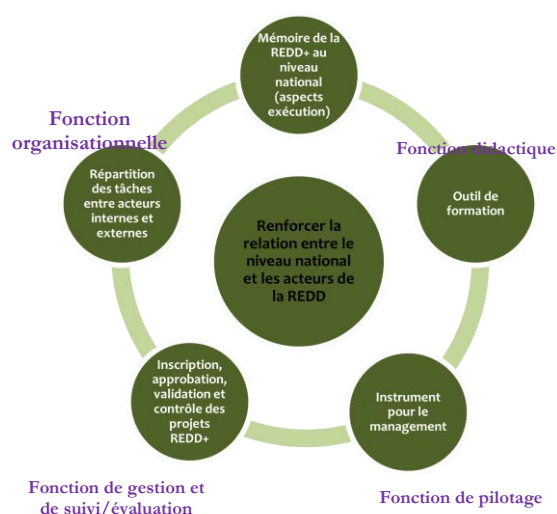 Mémoire de la
REDD+ au
niveau
national
(aspects
exécution)
Fonction
organisationnelle
Fonction didactique
Répartition
des tâches
entre acteurs
internes et
externes
Outil de
formation
Renforcer la
relation entre le
niveau national
et les acteurs de
la REDD
Inscription,
approbation,
validation et
contrôle des
projets
REDD+
Instrument
pour le
management
Fonction de gestion et
de suivi/évaluation
Fonction de pilotage